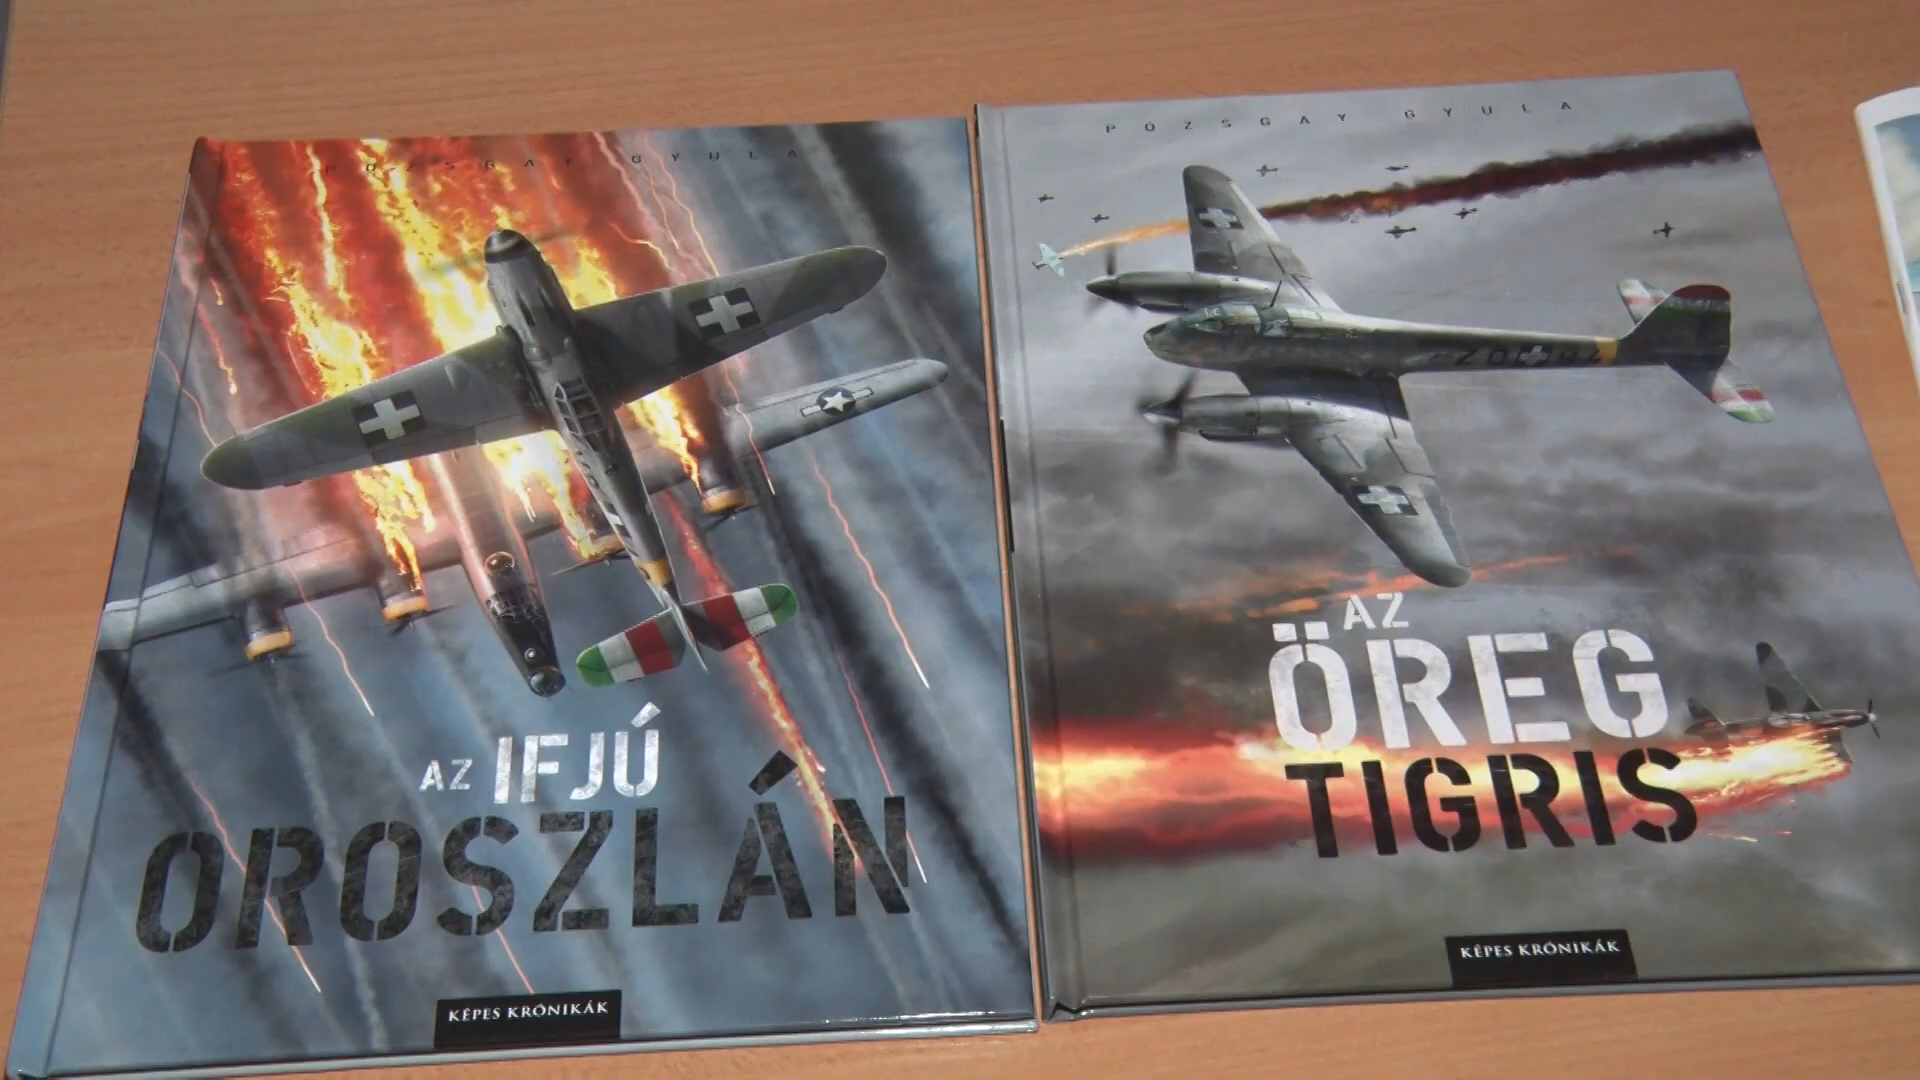 POZSGAY GYULA
AZ IFJÚ
OROSZLÁN
KÉPES KRÓNIKÁK
POZSGAY GYULA
AZ
ÖREG
TIGRIS
KÉPES KRÓNIKÁK